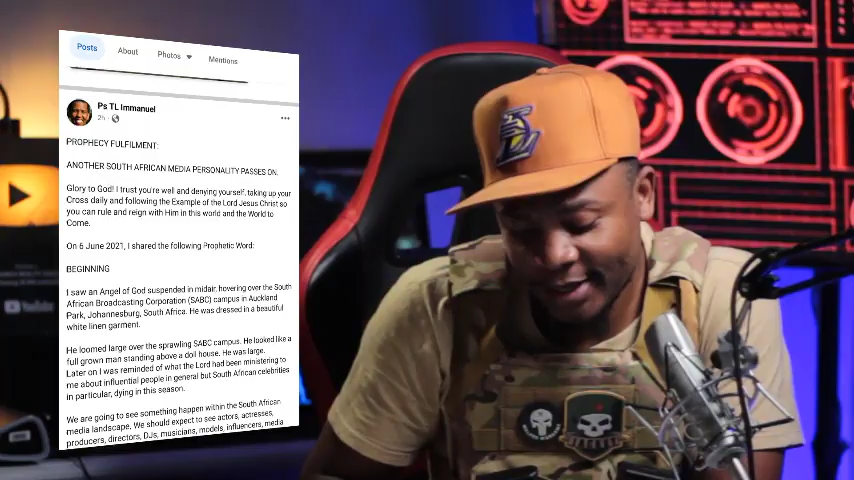 Posts
About
Photos
Mentions
Ps TL Immanuel
2h
PROPHECY FULFILMENT:
ANOTHER SOUTH AFRICAN MEDIA PERSONALITY PASSES ON.
Glory to God! I trust you're well and denying yourself, taking up your
Cross daily and following the Example of the Lord Jesus Christ so
you can rule and reign with Him in this world and the World to
Come.
On 6 June 2021, I shared the following Prophetic Word:
BEGINNING
I saw an Angel of God suspended in midair, hovering over the South
African Broadcasting Corporation (SABC) campus in Auckland
Park, Johannesburg, South Africa. He was dressed in a beautiful
white linen garment.
He loomed large over the sprawling SABC campus. He looked like a
full grown man standing above a doll house. He was large.
Later on I was reminded of what the Lord had been ministering to
me about influential people in general but South African celebrities
in particular, dying in this season.
We are going to see something happen within the South African
media landscape. We should expect to see actors, actresses,
producers, directors, DJs, musicians, models, influencers, media
YouTube